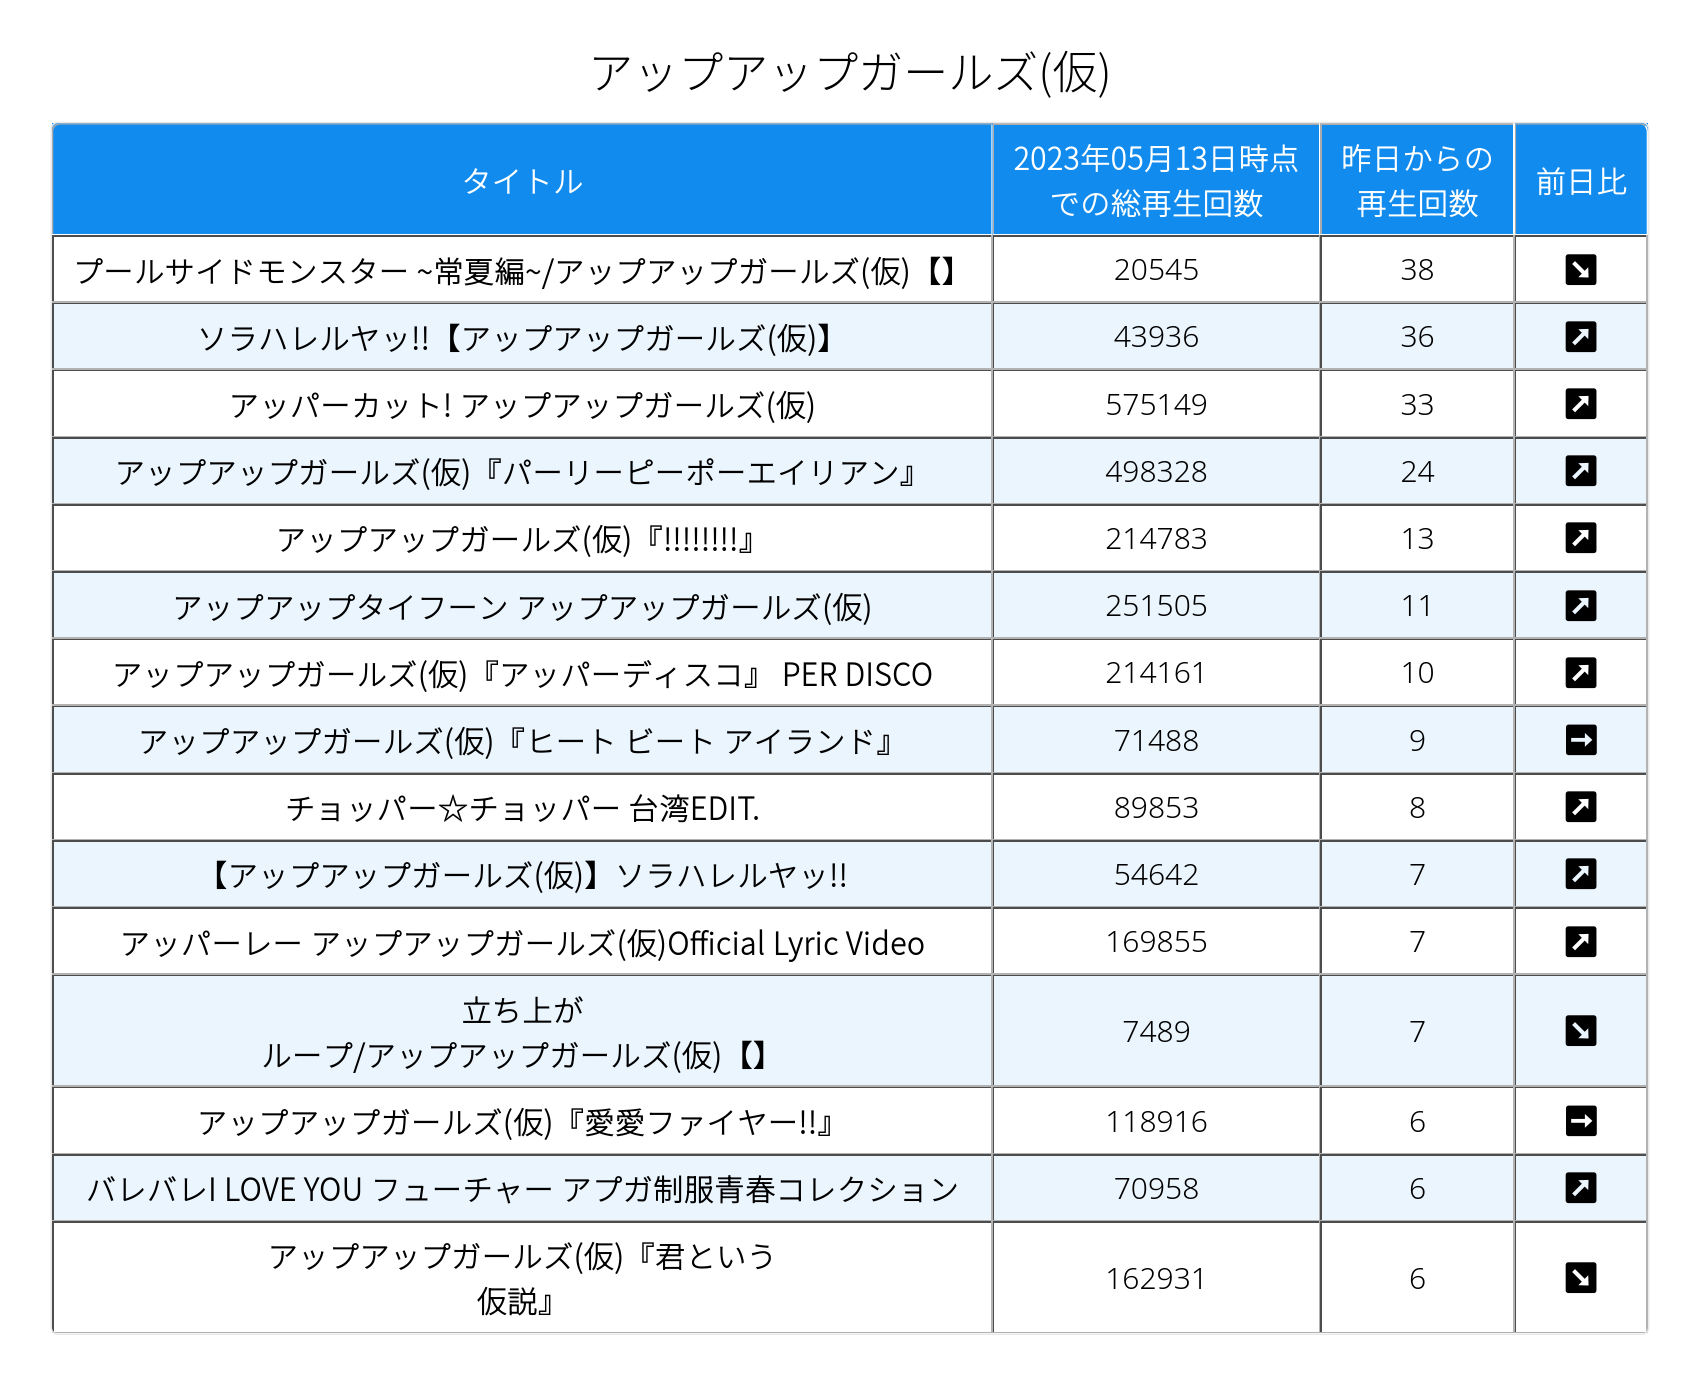 アップアップガールズ(仮)
タイトル
2023年05月13日時点
での総再生回数
昨日からの
再生回数
前日比
プールサイドモンスター ~常夏編~/アップアップガールズ(仮)【】 20545 38 ↘
ソラハレルヤッ!!【アップアップガールズ(仮)】 43936 36 ↗
アッパーカット! アップアップガールズ(仮) 575149 33 ↗
アップアップガールズ(仮)『パーリーピーポーエイリアン』 498328 24 ↗
アップアップガールズ(仮)『!!!!!!!!』 214783 13 ↗
アップアップタイフーン アップアップガールズ(仮) 251505 11 ↗
アップアップガールズ(仮)『アッパーディスコ』 PER DISCO 214161 10 ↗
アップアップガールズ(仮)『ヒート ビート アイランド』 71488 9 →
チョッパー☆チョッパー 台湾EDIT. 89853 8 ↗
【アップアップガールズ(仮)】ソラハレルヤッ!! 54642 7 ↗
アッパーレー アップアップガールズ(仮)Official Lyric Video 169855 7 ↗
立ち上が
ループ/アップアップガールズ(仮)【】 7489 7 ↘
アップアップガールズ(仮)『愛愛ファイヤー!!』 118916 6 →
バレバレI LOVE YOU フューチャー アプガ制服青春コレクション 70958 6 ↗
アップアップガールズ(仮)『君という
仮説』 162931 6 ↘